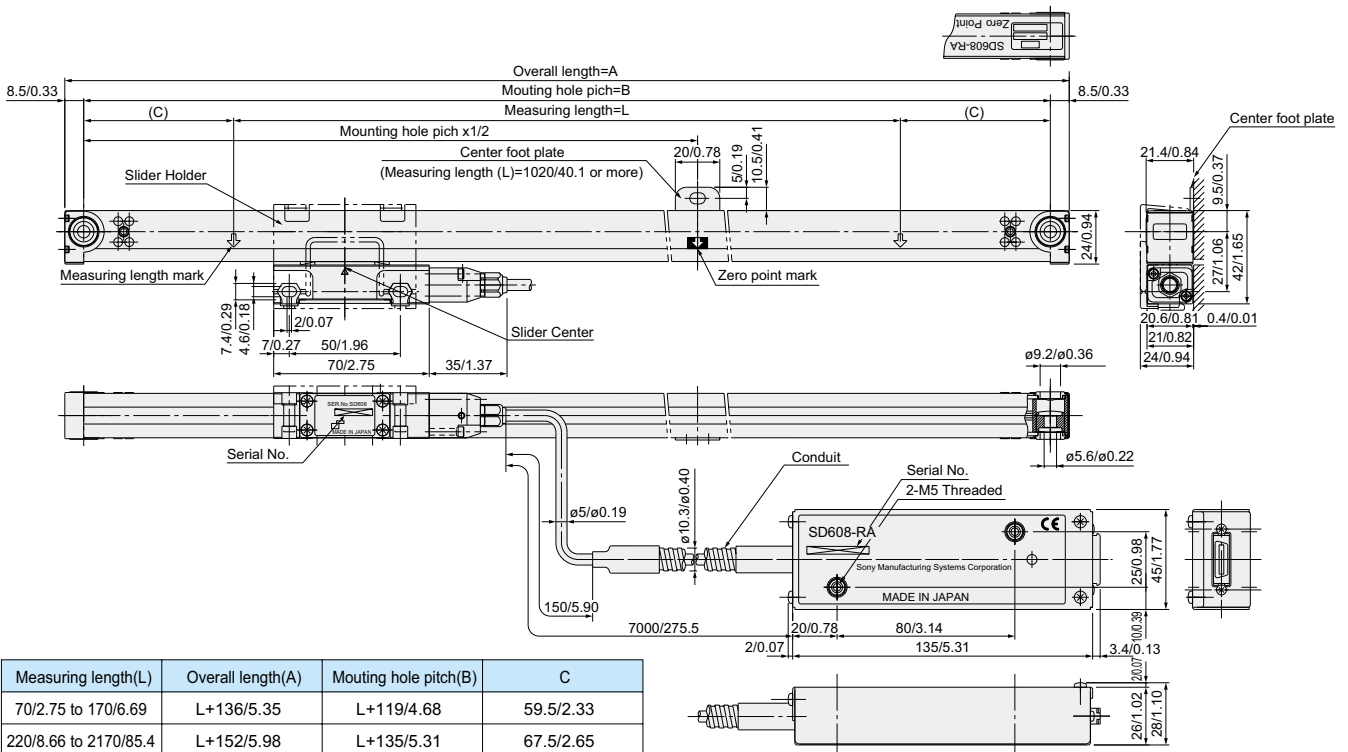 Zero Point
SD608-RA
Overall length=A
8.5/0.33
Mouting hole pich=B
8.5/0.33
(C)
Measuring length=L
(C)
Mounting hole pich x1/2
Center foot plate
Center foot plate
(Measuring length (L)=1020/40.1 or more)
20/0.78
5/0.19
10.5/0.41
21.4/0.84
9.5/0.37
Slider Holder
24/0.94
27/1.06
42/1.65
Measuring length mark
Zero point mark
7.4/0.29
4.6/0.18
2/0.07
Slider Center
20.6/0.81
0.4/0.01
7/0.27
50/1.96
21/0.82
70/2.75
35/1.37
24/0.94
ø9.2/ø0.36
SER.No.SD608
MADE IN JAPAN
Serial No.
ø5.6/ø0.22
Conduit
Serial No.
2-M5 Threaded
ø5/ø0.19
ø10.3/ø0.40
SD608-RA
CE
Sony Manufacturing Systems Corporation
MADE IN JAPAN
25/0.98
45/1.77
150/5.90
7000/275.5
20/0.78
80/3.14
10/0.39
2/0.07
135/5.31
3.4/0.13
2/0.07
26/1.02
28/1.10
Measuring length(L) Overall length(A) Mouting hole pitch(B) C
70/2.75 to 170/6.69 L+136/5.35 L+119/4.68 59.5/2.33
220/8.66 to 2170/85.4 L+152/5.98 L+135/5.31 67.5/2.65